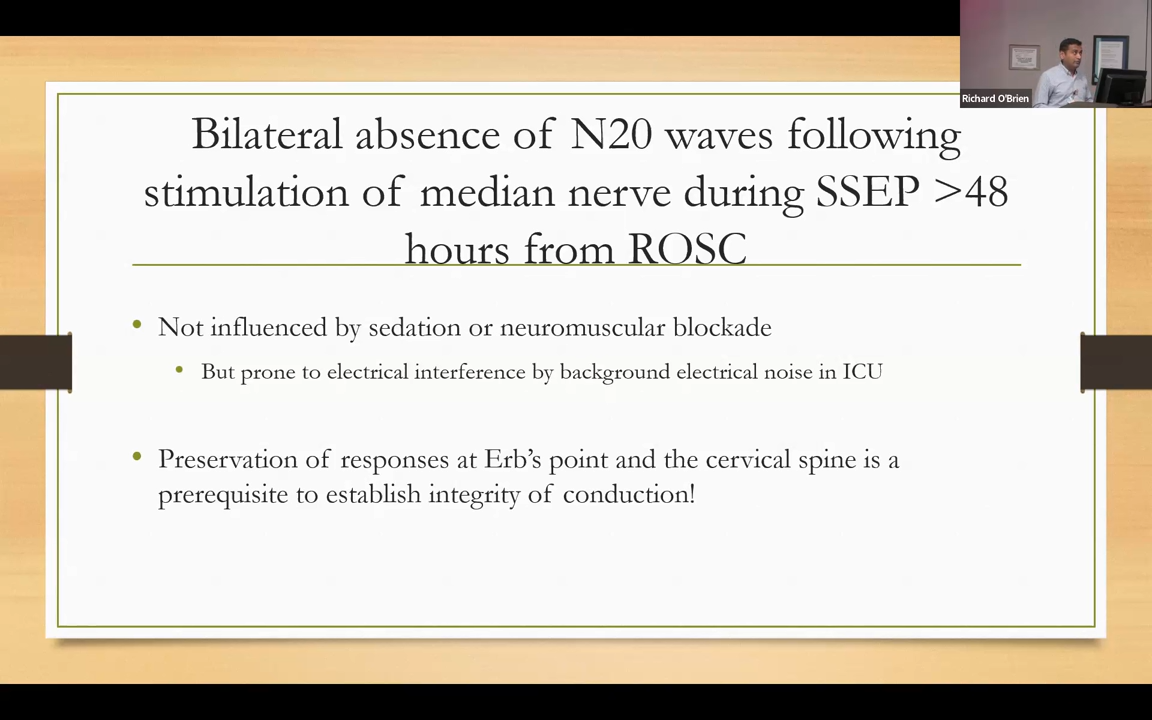 Richard O'Brien
Bilateral absence of N20 waves following
stimulation of median nerve during SSEP >48
hours from ROSC
• Not influenced by sedation or neuromuscular blockade
• But prone to electrical interference by background electrical noise in ICU
• Preservation of responses at Erb’s point and the cervical spine is a
prerequisite to establish integrity of conduction!